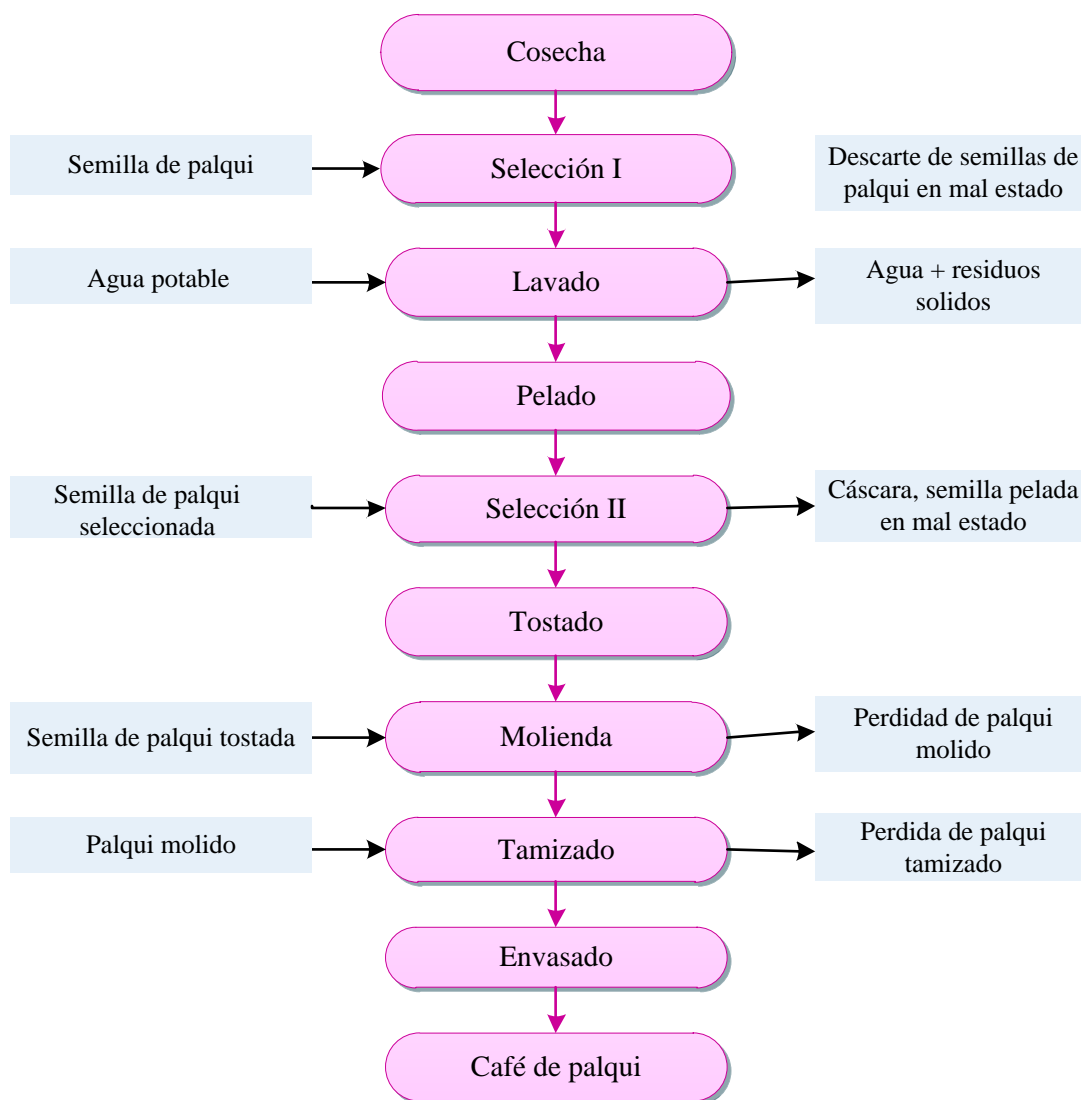 Cosecha
Semilla de palqui
Selección I
Descarte de semillas de
palqui en mal estado
Agua potable
Lavado
Agua + residuos
solidos
Pelado
Semilla de palqui
seleccionada
Selección II
Cáscara, semilla pelada
en mal estado
Tostado
Semilla de palqui tostada
Molienda
Perdidad de palqui
molido
Palqui molido
Tamizado
Perdida de palqui
tamizado
Envasado
Café de palqui